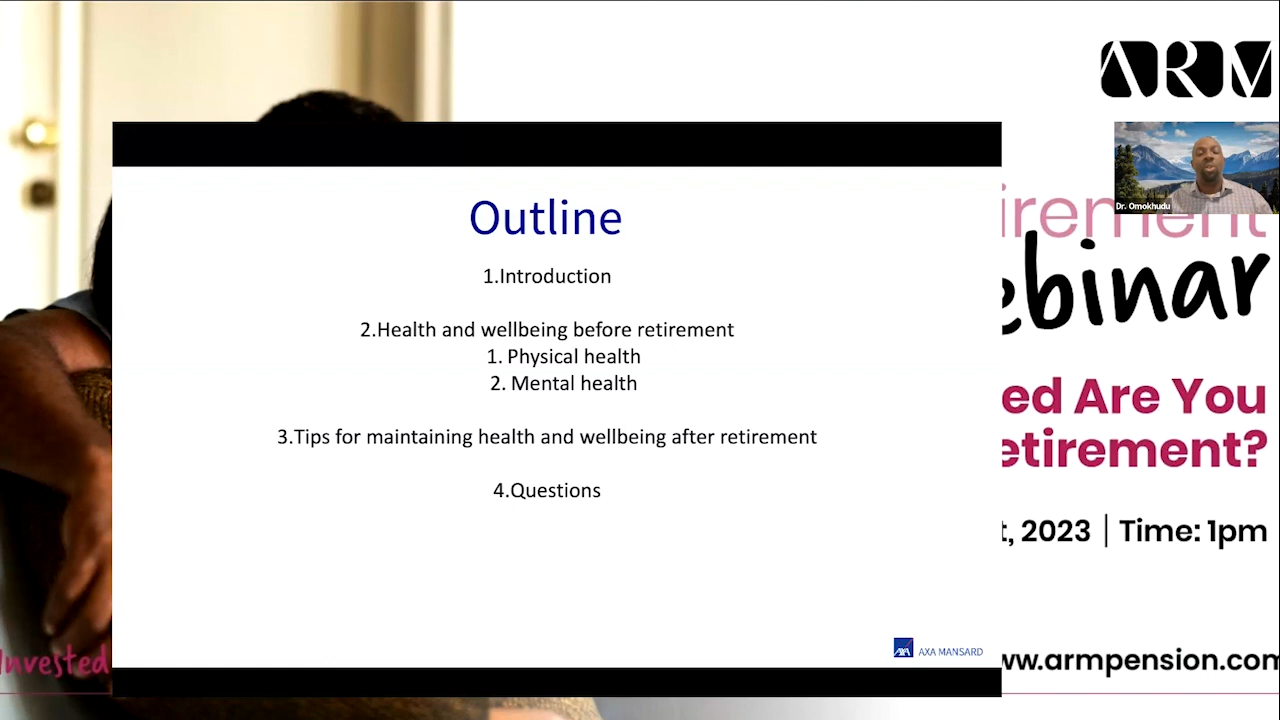 ARM
Dr. Omokhudu
irement
ebinar
ed Are You
etirement?
t, 2023 | Time: 1pm
ww.armpension.com
Invested
Outline
1.Introduction
2.Health and wellbeing before retirement
1. Physical health
2. Mental health
3.Tips for maintaining health and wellbeing after retirement
4.Questions
AXA AXA MANSARD